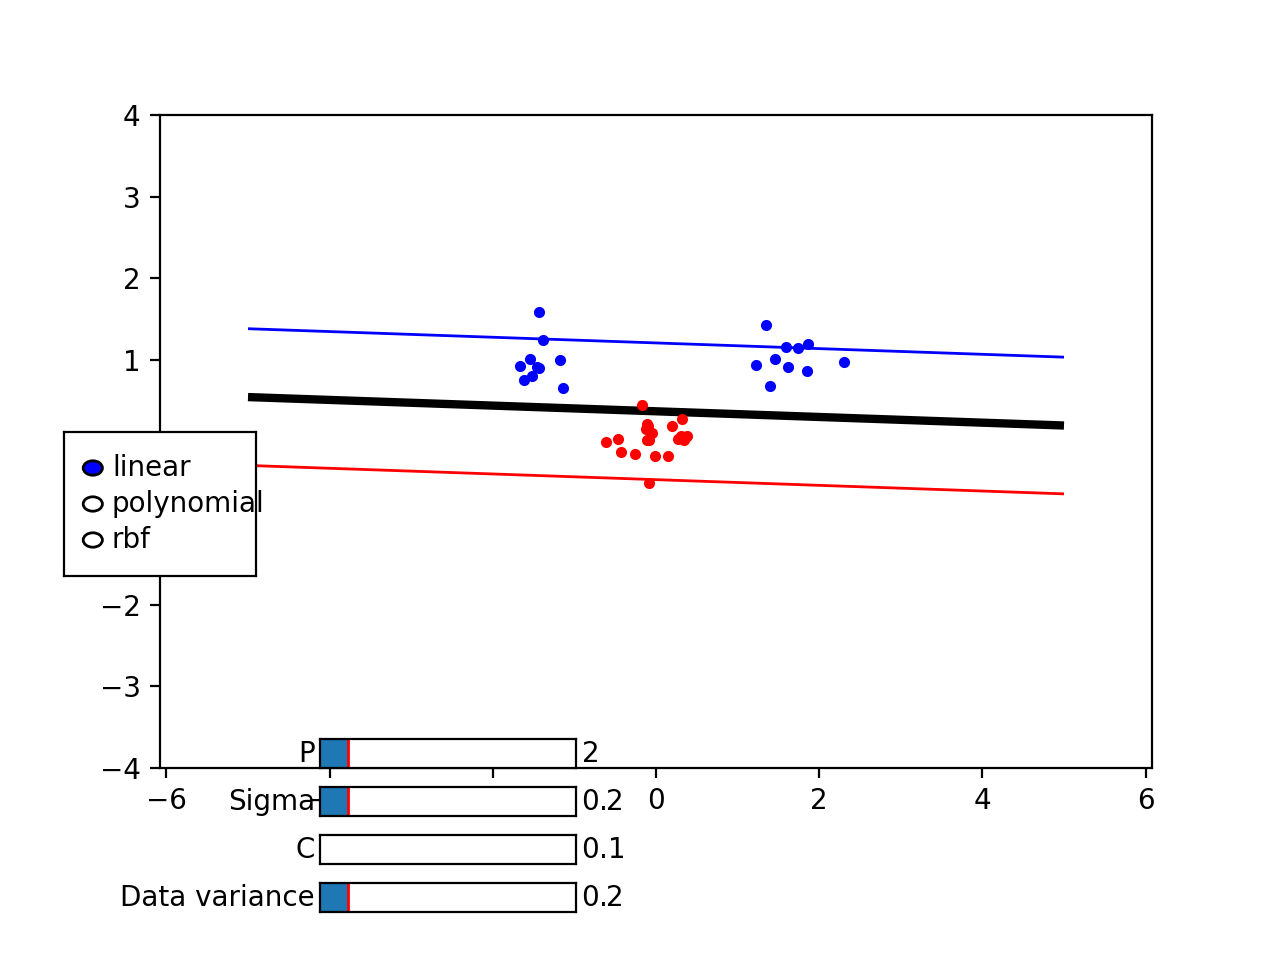 4
3
2
1
linear
polynomial
rbf
−2
−3
P 2
−4
−6 Sigma 0.2 0 2 4 6
C 0.1
Data variance 0.2